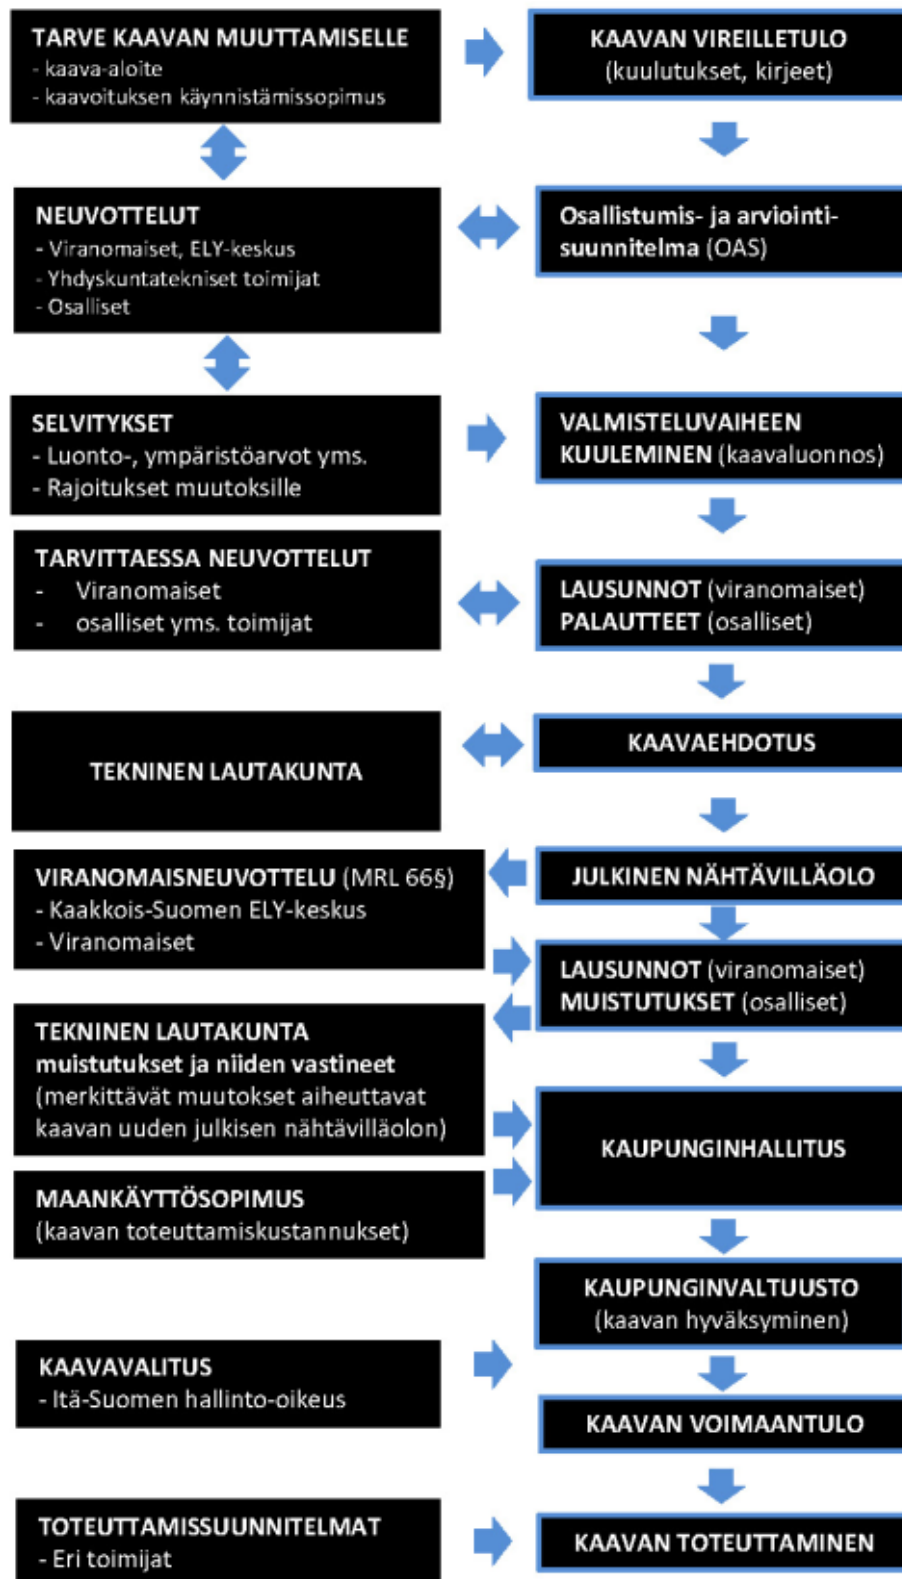 TARVE KAAVAN MUUTTAMISELLE
- kaava-aloite
- kaavoituksen käynnistämissopimus
KAAVAN VIREILLETULO
(kuulutukset, kirjeet)
NEUVOTTELUT
- Viranomaiset, ELY-keskus
- Yhdyskuntatekniset toimijat
- Osalliset
Osallistumis- ja arviointi-
suunnitelma (OAS)
SELVITYKSET
- Luonto-, ympäristöarvot yms.
- Rajoitukset muutoksille
VALMISTELUVAIHEEN
KUULEMINEN (kaavaluonnos)
TARVITTAESSA NEUVOTTELUT
- Viranomaiset
- osalliset yms. toimijat
LAUSUNNOT (viranomaiset)
PALAUTTEET (osalliset)
TEKNINEN LAUTAKUNTA
KAAVAEHDOTUS
JULKINEN NÄHTÄVILLÄOLO
VIRANOMAISNEUVOTTELU (MRL 66§)
- Kaakkois-Suomen ELY-keskus
- Viranomaiset
LAUSUNNOT (viranomaiset)
MUISTUTUKSET (osalliset)
TEKNINEN LAUTAKUNTA
muistutukset ja niiden vastineet
(merkittävät muutokset aiheuttavat
kaavan uuden julkisen nähtävilläolon)
KAUPUNGINHALLITUS
MAANKÄYTTÖSOPIMUS
(kaavan toteuttamiskustannukset)
KAUPUNGINVALTUUSTO
(kaavan hyväksyminen)
KAAVAVALITUS
- Itä-Suomen hallinto-oikeus
KAAVAN VOIMAANTULO
TOTEUTTAMISSUUNNITELMAT
- Eri toimijat
KAAVAN TOTEUTTAMINEN